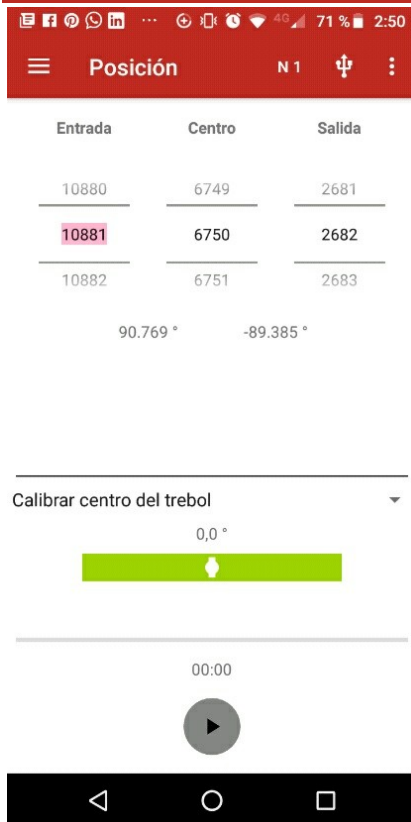 4G 71 % 2:50
Posición N 1
Entrada Centro Salida
10880 6749 2681
10881 6750 2682
10882 6751 2683
90.769 ° -89.385 °
Calibrar centro del trebol
0,0 °
00:00